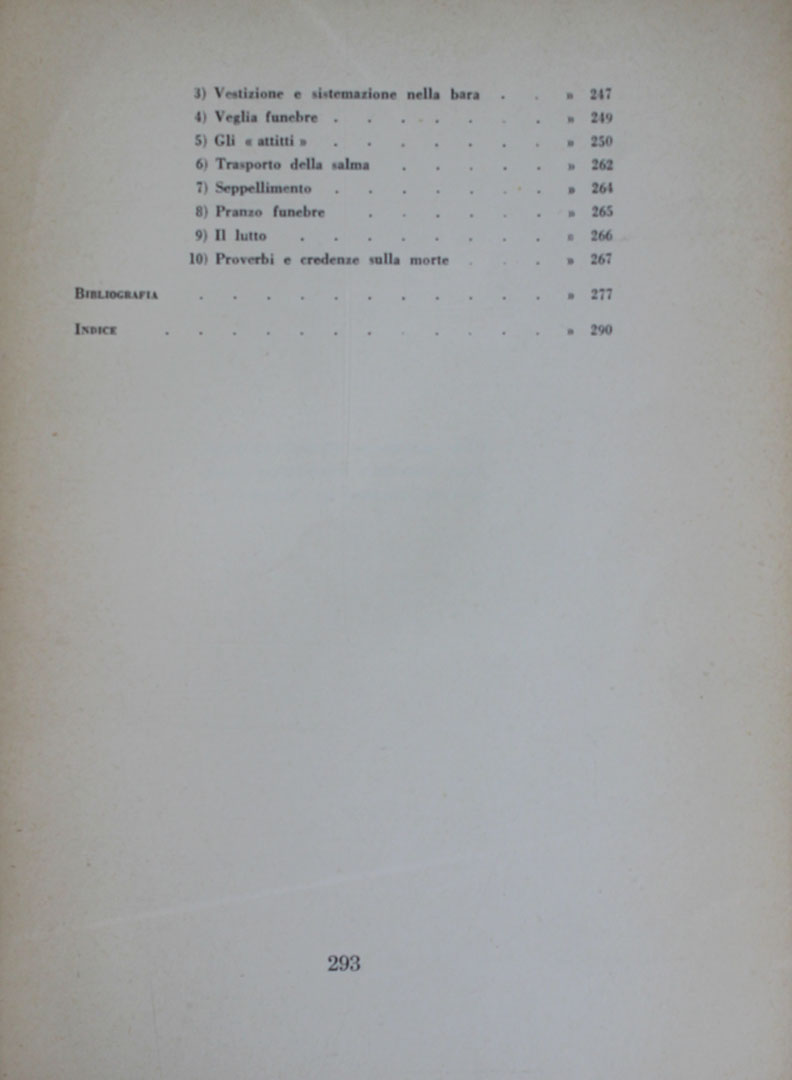 3) Vestizione e sistemazione nella bara . . » 247
4) Veglia funebre . . . . . . . » 249
5) Gli « attitti » . . . . . . . » 250
6) Trasporto della salma . . . . . » 262
7) Seppellimento . . . . . . . » 264
8) Pranzo funebre . . . . . . » 265
9) Il lutto . . . . . . . . » 266
10) Proverbi e credenze sulla morte . . . » 267
BIBLIOGRAFIA . . . . . . . . . . . » 277
INDICE . . . . . . . . . . . . » 290
293